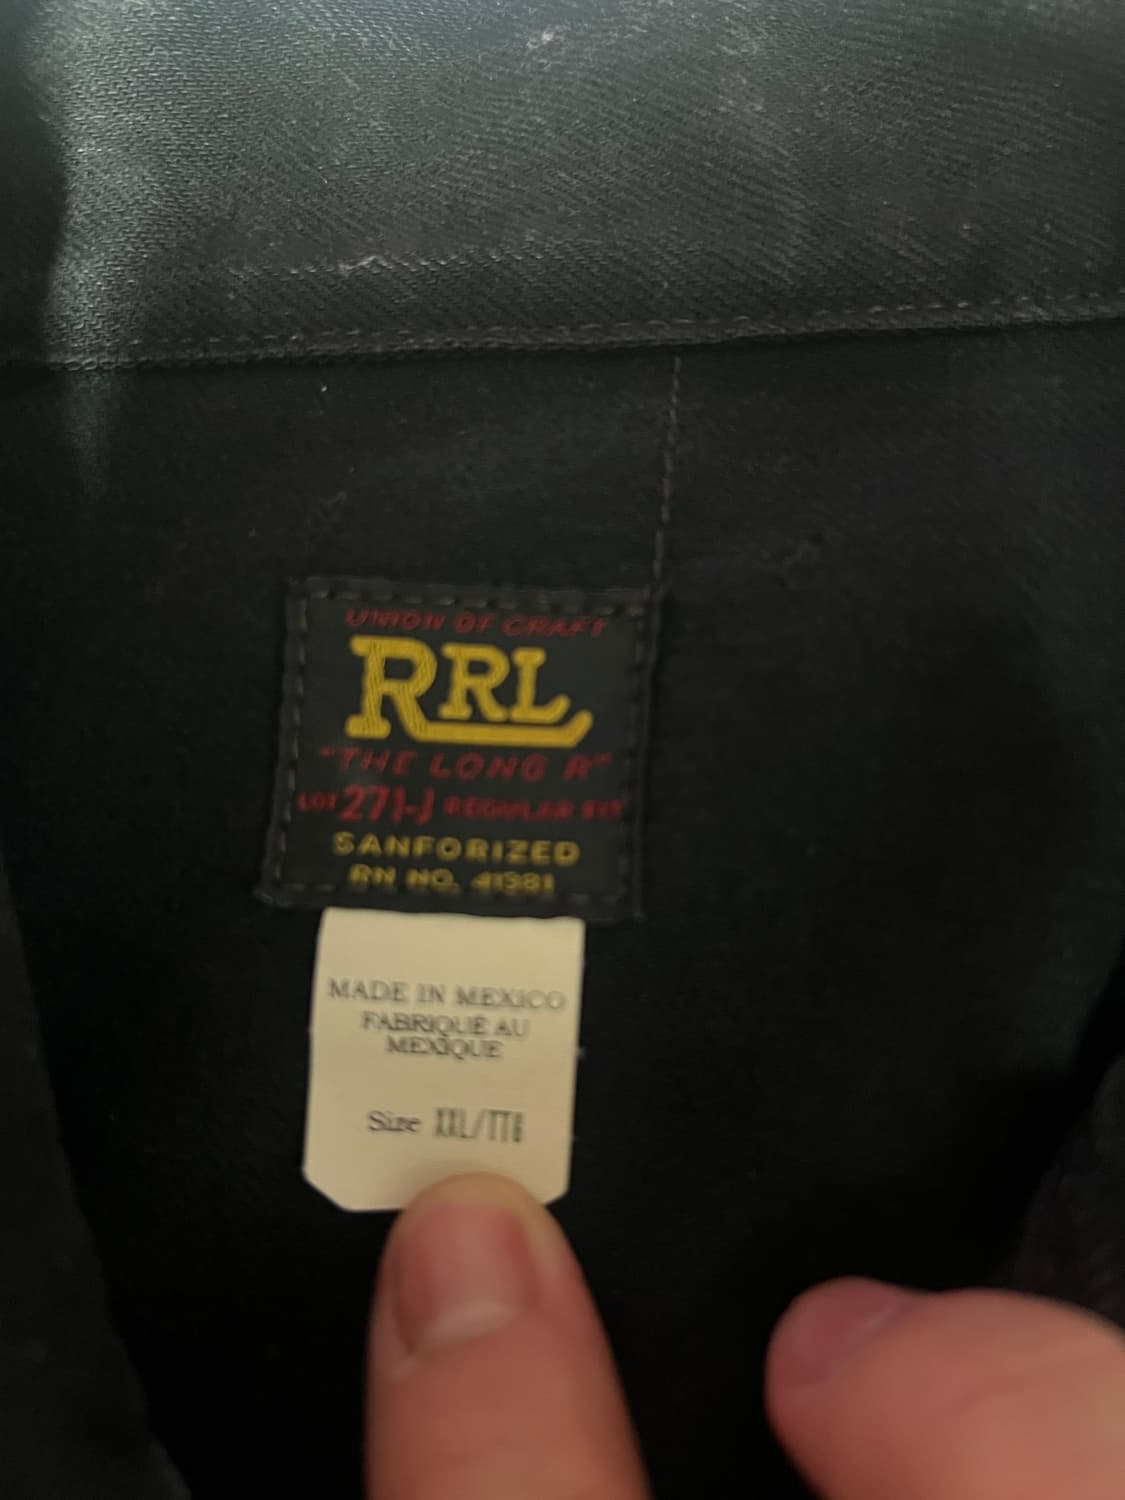 UNION OF CRAFT
RRL
"THE LONG R"
LOT 271-J REGULAR FIT
SANFORIZED
RN NO. 41381
MADE IN MEXICO
FABRIQUÉ AU
MEXIQUE
Size XXL/TTG